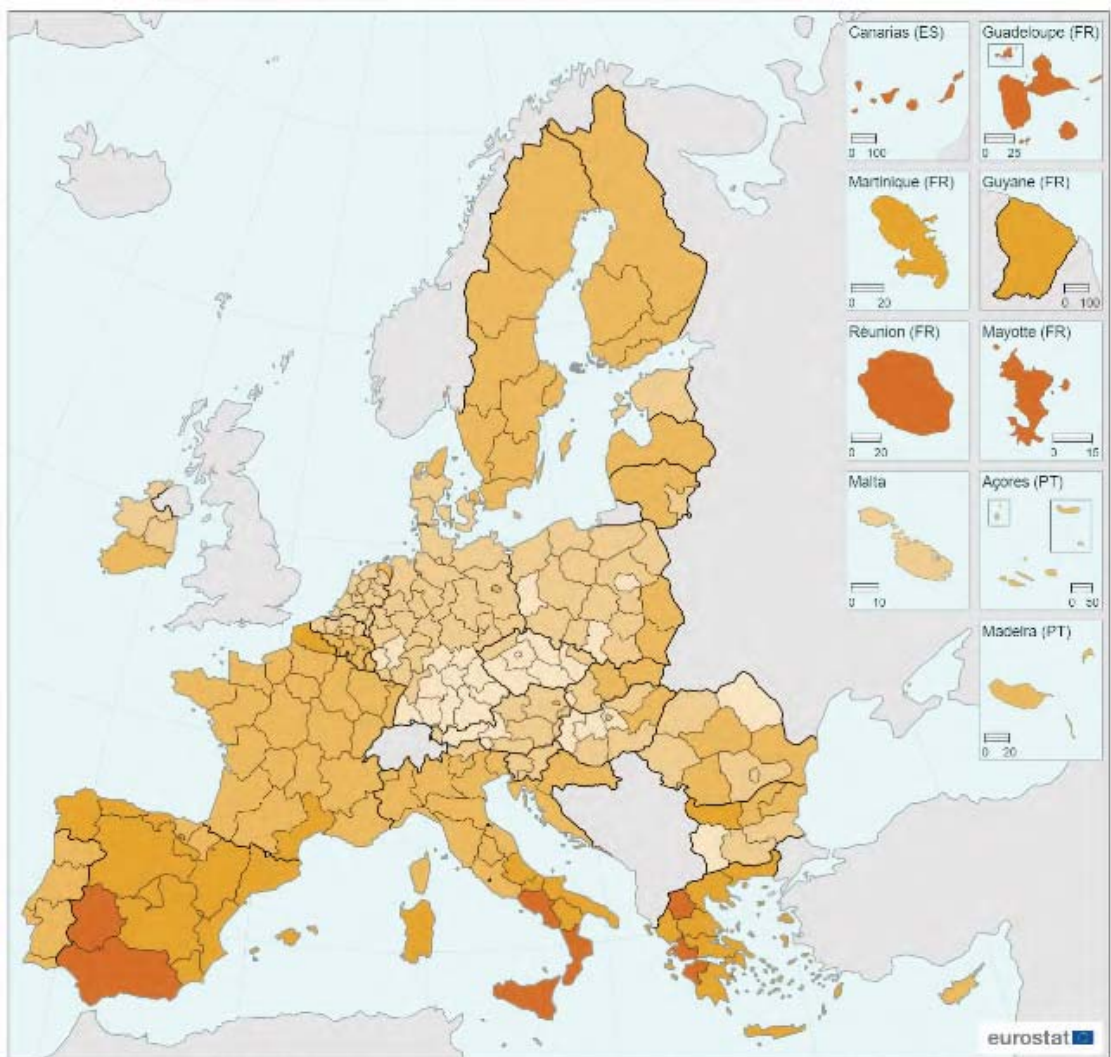 Canarias (ES)
0 100
Guadeloupe (FR)
0 25
Martinique (FR)
0 20
Guyane (FR)
0 100
Réunion (FR)
0 20
Mayotte (FR)
0 15
Malta
0 10
Açores (PT)
0 50
Madeira (PT)
0 20
eurostat